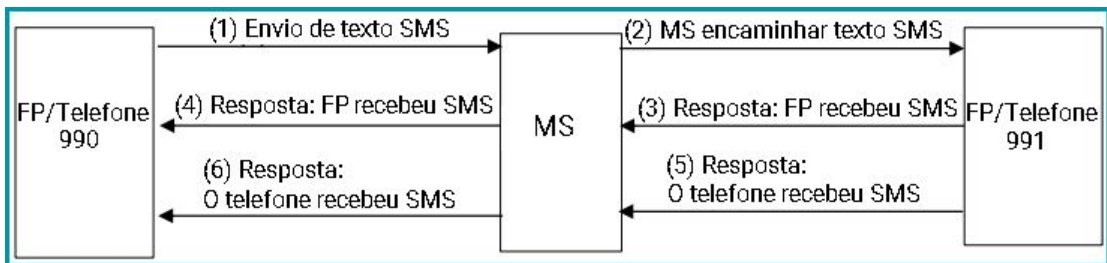 (1) Envio de texto SMS
(2) MS encaminhar texto SMS
FP/Telefone
990
(4) Resposta: FP recebeu SMS
MS
(3) Resposta: FP recebeu SMS
FP/Telefone
991
(6) Resposta:
O telefone recebeu SMS
(5) Resposta:
O telefone recebeu SMS